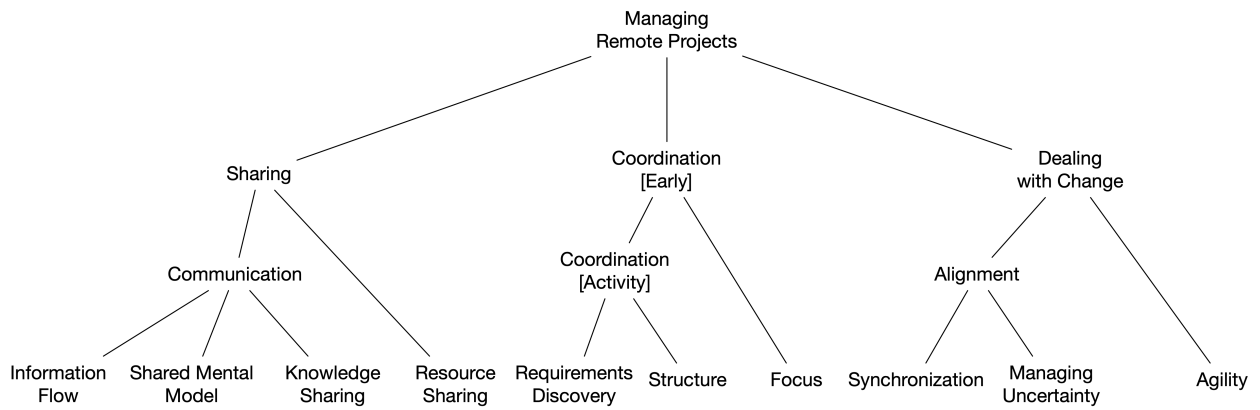 Managing
Remote Projects
Sharing
Coordination
[Early]
Dealing
with Change
Communication
Coordination
[Activity]
Alignment
Information
Flow
Shared Mental
Model
Knowledge
Sharing
Resource
Sharing
Requirements
Discovery
Structure
Focus
Synchronization
Managing
Uncertainty
Agility